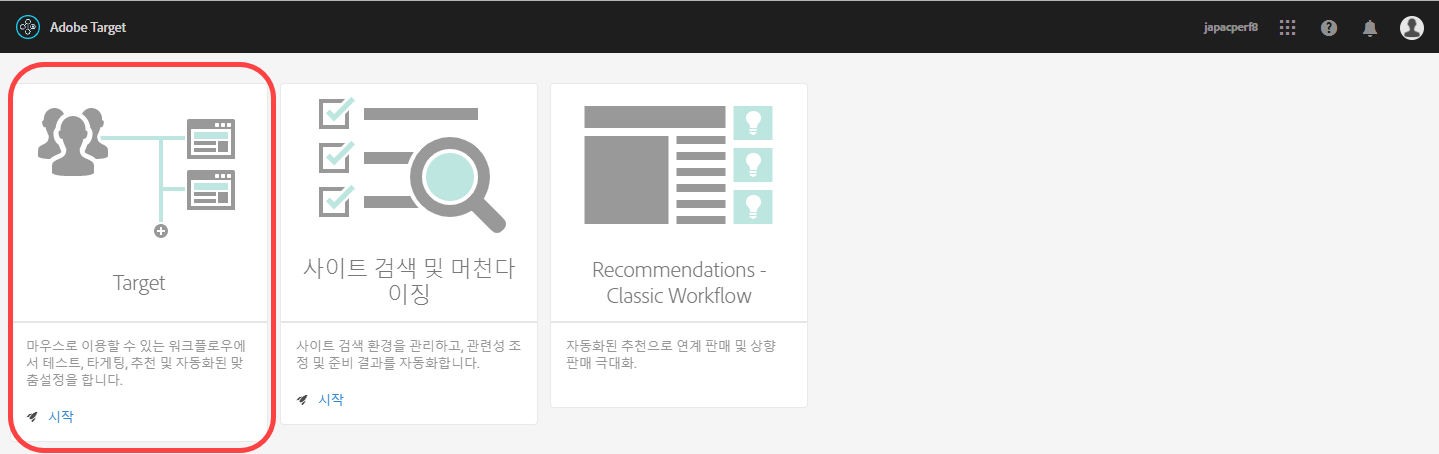 Adobe Target
japacperf8
Target
마우스로 이용할 수 있는 워크플로우에
서 테스트, 타게팅, 추천 및 자동화된 맞
춤설정을 합니다.
시작
사이트 검색 및 머천다
이징
사이트 검색 환경을 관리하고, 관련성 조
정 및 준비 결과를 자동화합니다.
시작
Recommendations -
Classic Workflow
자동화된 추천으로 연계 판매 및 상향
판매 극대화.